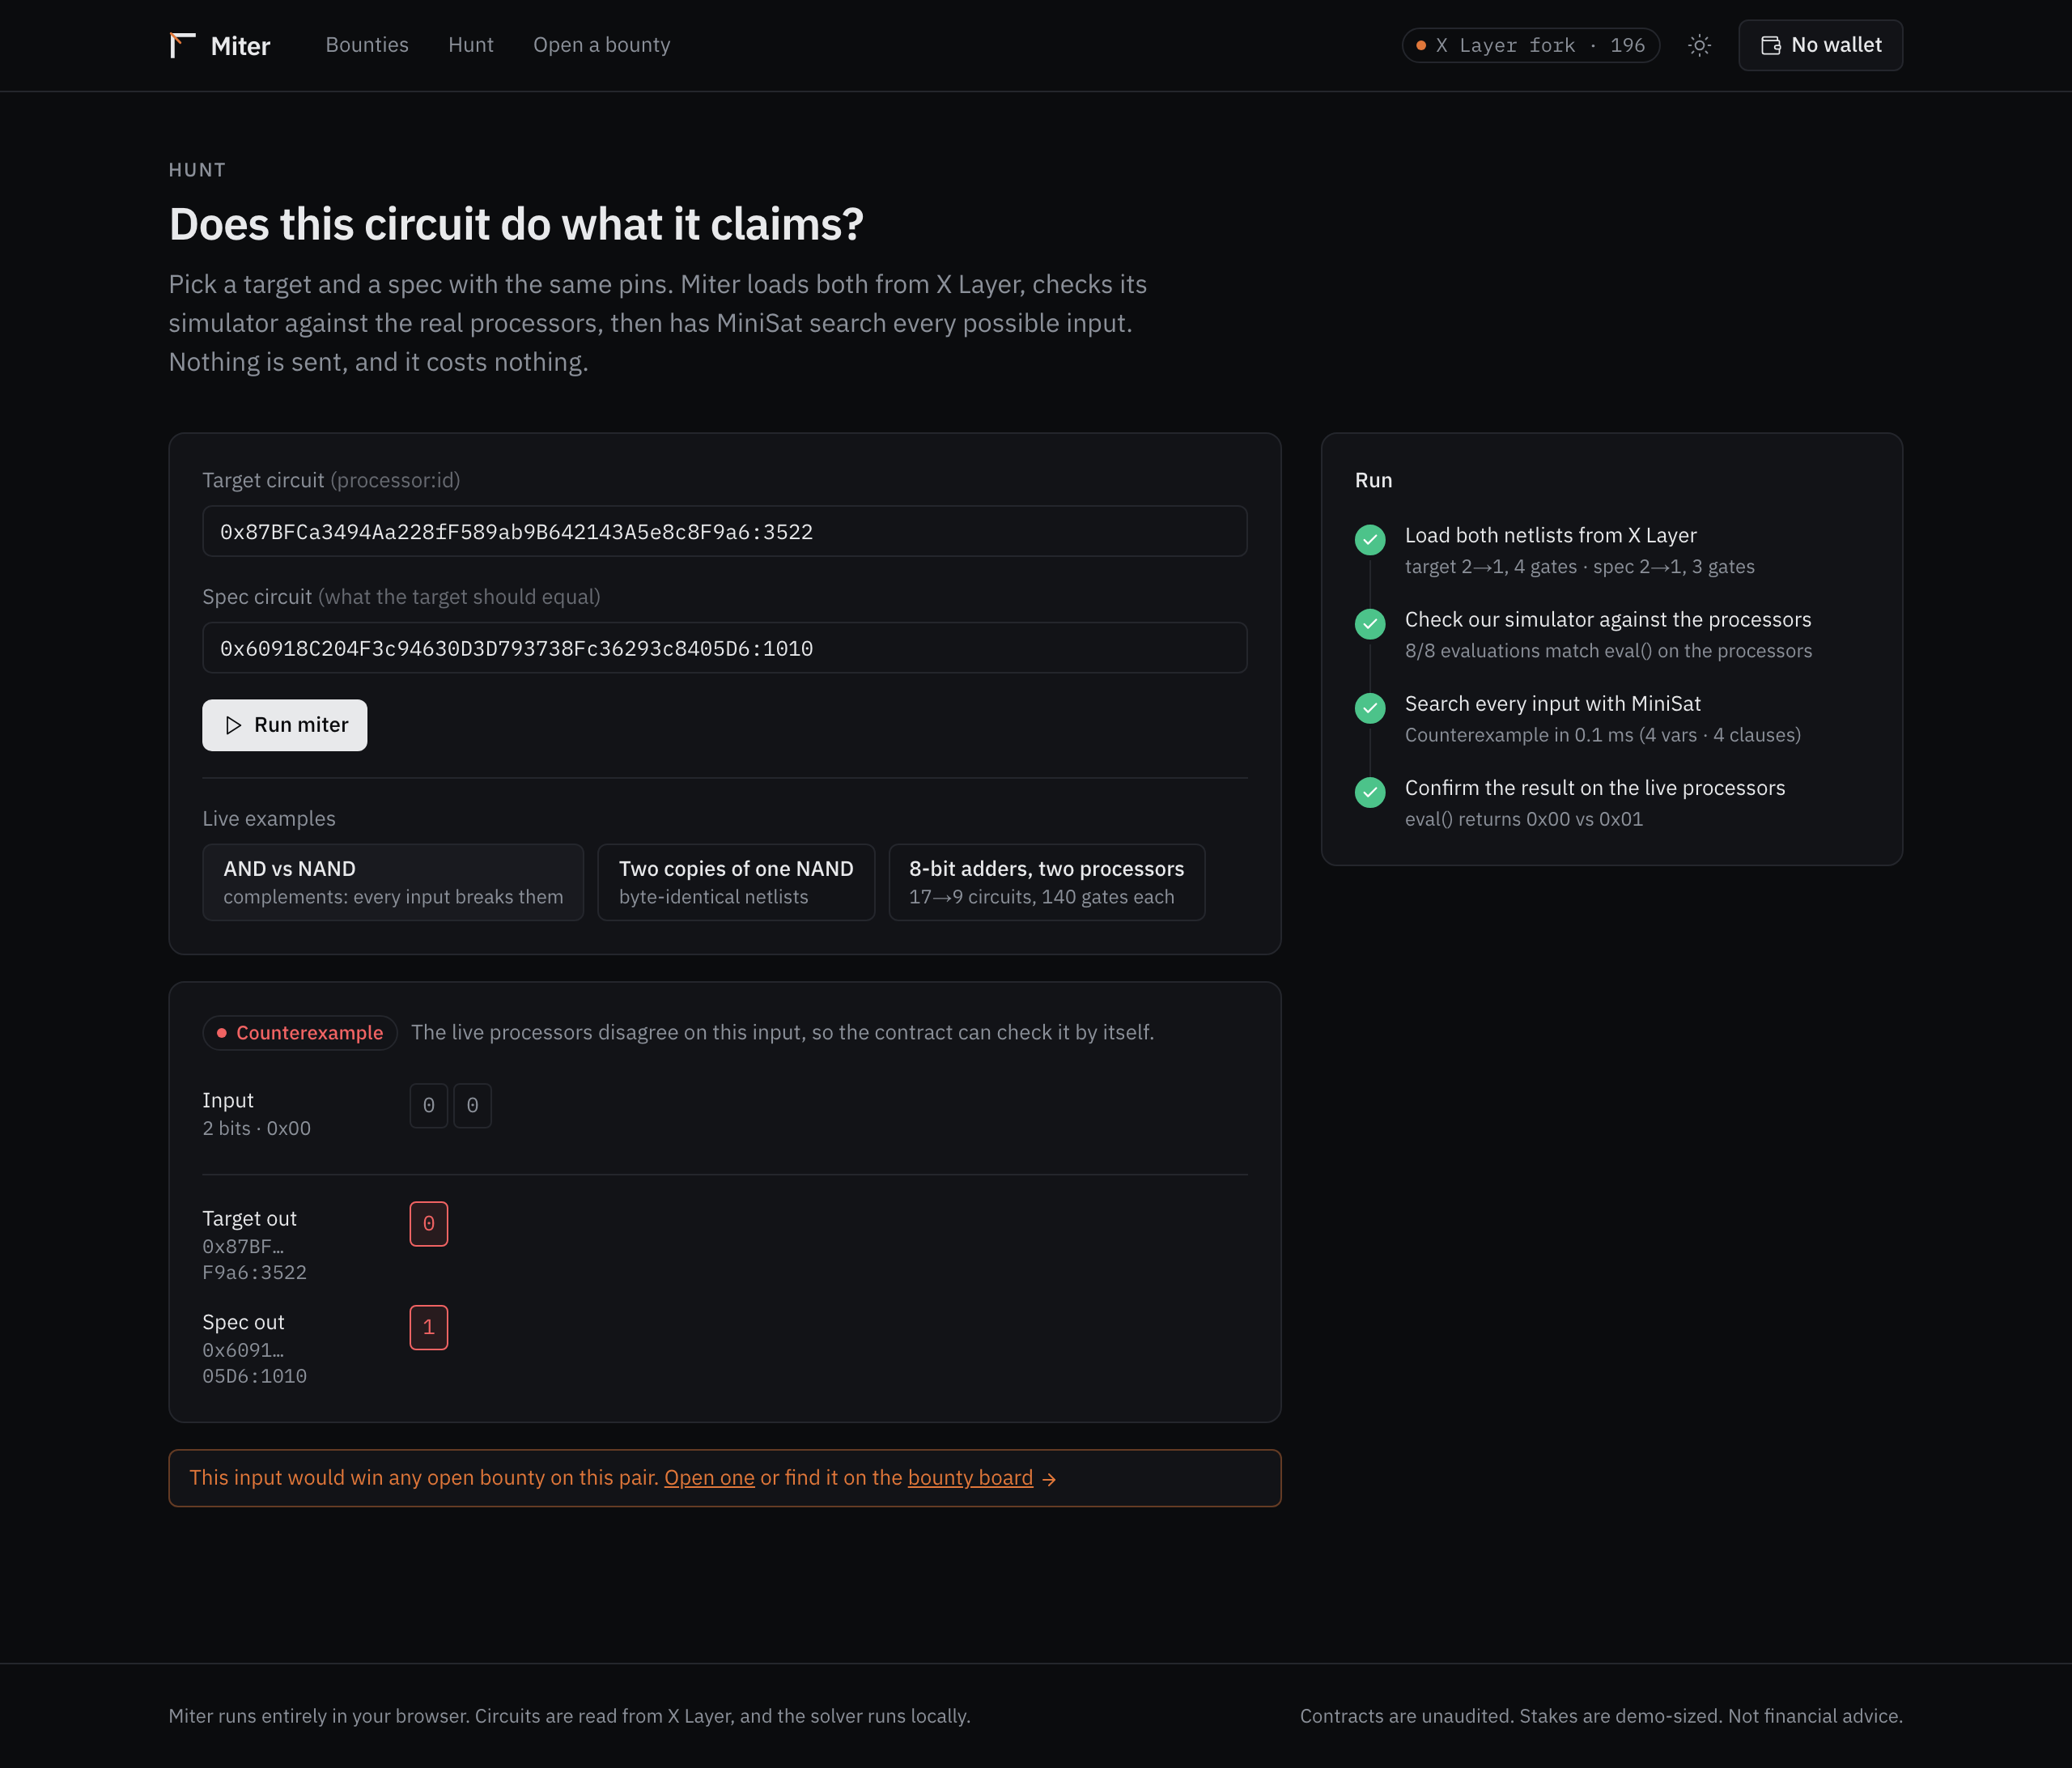 Miter
Bounties
Hunt
Open a bounty
X Layer fork · 196
No wallet
HUNT
Does this circuit do what it claims?
Pick a target and a spec with the same pins. Miter loads both from X Layer, checks its
simulator against the real processors, then has MiniSat search every possible input.
Nothing is sent, and it costs nothing.
Target circuit (processor:id)
0x87BFCa3494Aa228fF589ab9B642143A5e8c8F9a6:3522
Spec circuit (what the target should equal)
0x60918C204F3c94630D3D793738Fc36293c8405D6:1010
Run miter
Live examples
AND vs NAND
complements: every input breaks them
Two copies of one NAND
byte-identical netlists
8-bit adders, two processors
17→9 circuits, 140 gates each
Run
Load both netlists from X Layer
target 2→1, 4 gates · spec 2→1, 3 gates
Check our simulator against the processors
8/8 evaluations match eval() on the processors
Search every input with MiniSat
Counterexample in 0.1 ms (4 vars · 4 clauses)
Confirm the result on the live processors
eval() returns 0x00 vs 0x01
Counterexample
The live processors disagree on this input, so the contract can check it by itself.
Input
2 bits · 0x00
0 0
Target out
0x87BF…
F9a6:3522
0
Spec out
0x6091…
05D6:1010
1
This input would win any open bounty on this pair. Open one or find it on the bounty board →
Miter runs entirely in your browser. Circuits are read from X Layer, and the solver runs locally.
Contracts are unaudited. Stakes are demo-sized. Not financial advice.